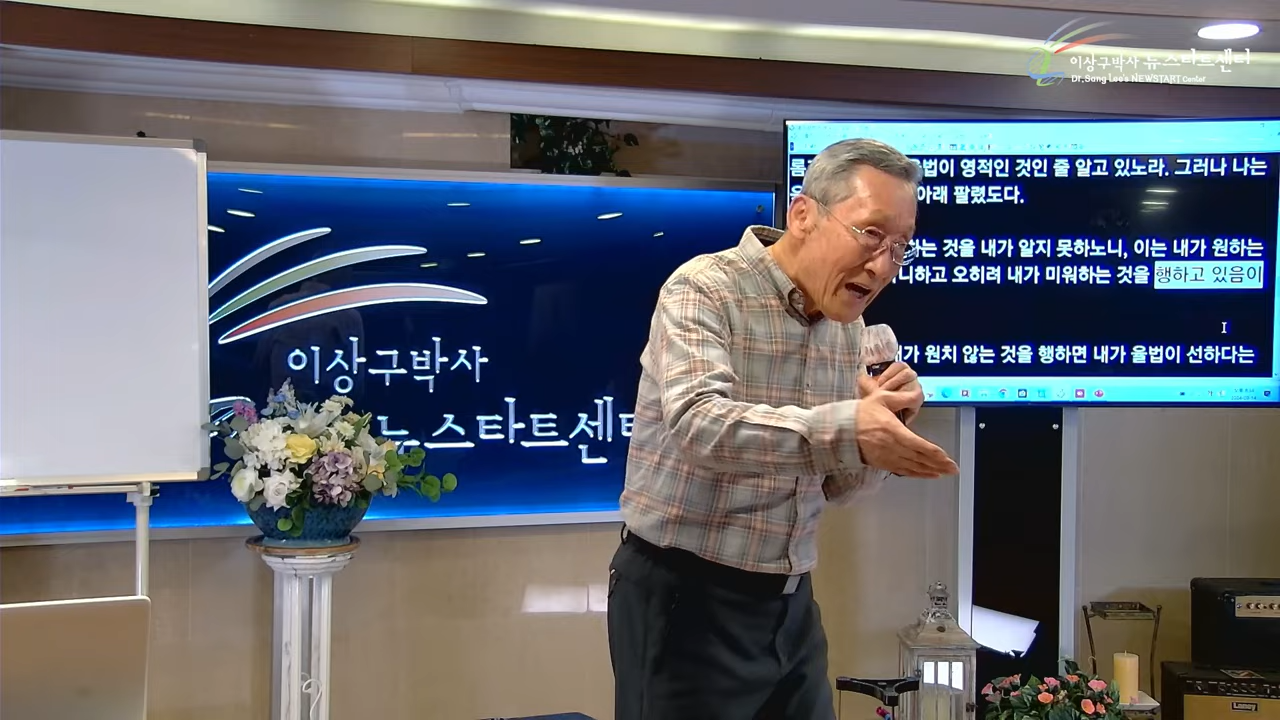 이상구박사 뉴스타트센터
Dr. Sang Lee's NEWSTART Center
율법이 영적인 것인 줄 알고 있노라. 그러나 나는
아래 팔렸도다.
하는 것을 내가 알지 못하노니, 이는 내가 원하는
니하고 오히려 내가 미워하는 것을 행하고 있음이
내가 원치 않는 것을 행하면 내가 율법이 선하다는
이상구박사
뉴스타트센터
Laney